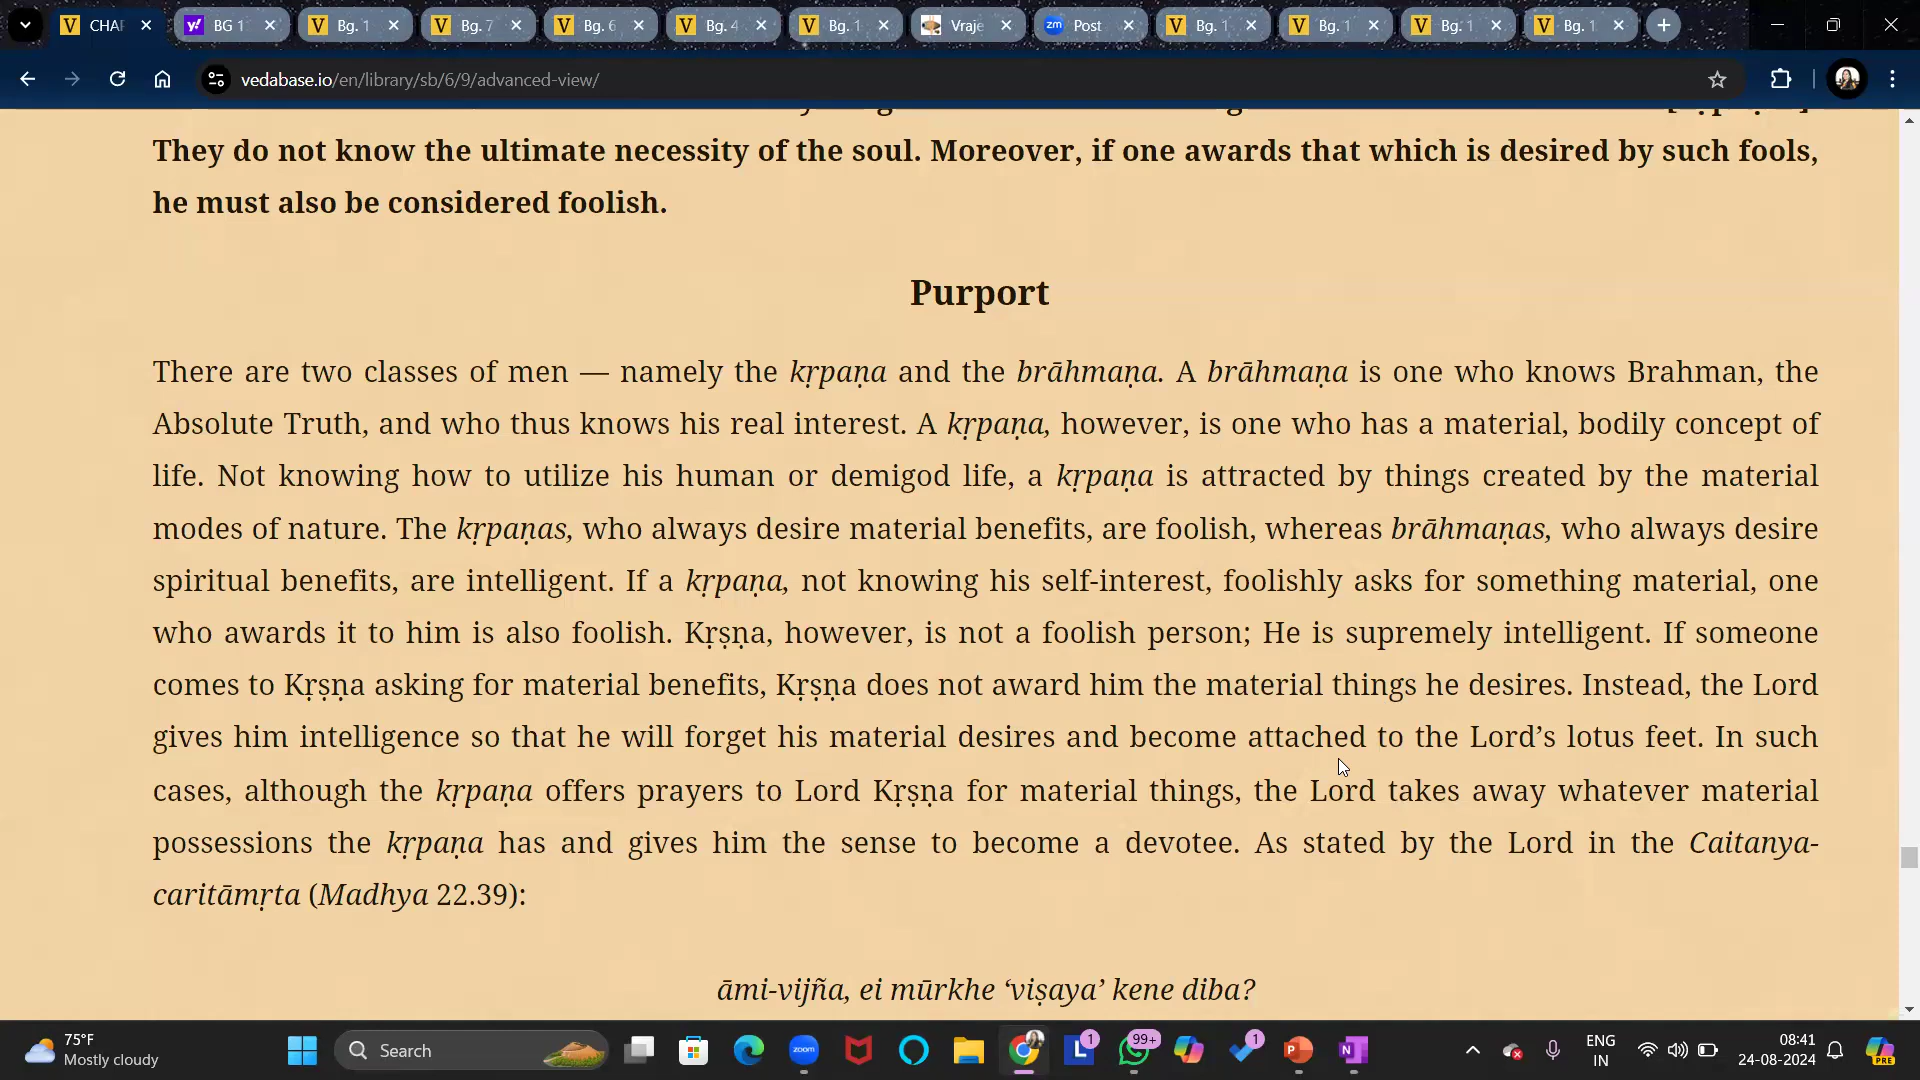 CHAP
BG 1
Bg. 1
Bg. 7
Bg. 6
Bg. 4
Bg. 1
Vraje
zm
Post
Bg. 1
Bg. 1
Bg. 1
Bg. 1
vedabase.io/en/library/sb/6/9/advanced-view/
They do not know the ultimate necessity of the soul. Moreover, if one awards that which is desired by such fools,
he must also be considered foolish.
Purport
There are two classes of men — namely the kṛpaṇa and the brāhmaṇa. A brāhmaṇa is one who knows Brahman, the
Absolute Truth, and who thus knows his real interest. A kṛpaṇa, however, is one who has a material, bodily concept of
life. Not knowing how to utilize his human or demigod life, a kṛpaṇa is attracted by things created by the material
modes of nature. The kṛpaṇas, who always desire material benefits, are foolish, whereas brāhmaṇas, who always desire
spiritual benefits, are intelligent. If a kṛpaṇa, not knowing his self-interest, foolishly asks for something material, one
who awards it to him is also foolish. Kṛṣṇa, however, is not a foolish person; He is supremely intelligent. If someone
comes to Kṛṣṇa asking for material benefits, Kṛṣṇa does not award him the material things he desires. Instead, the Lord
gives him intelligence so that he will forget his material desires and become attached to the Lord’s lotus feet. In such
cases, although the kṛpaṇa offers prayers to Lord Kṛṣṇa for material things, the Lord takes away whatever material
possessions the kṛpaṇa has and gives him the sense to become a devotee. As stated by the Lord in the Caitanya-
caritāmṛta (Madhya 22.39):
āmi-vijña, ei mūrkhe ‘viṣaya’ kene diba?
75°F
Mostly cloudy
Search
zoom
L
1
99+
1
ENG
IN
08:41
24-08-2024
PRE